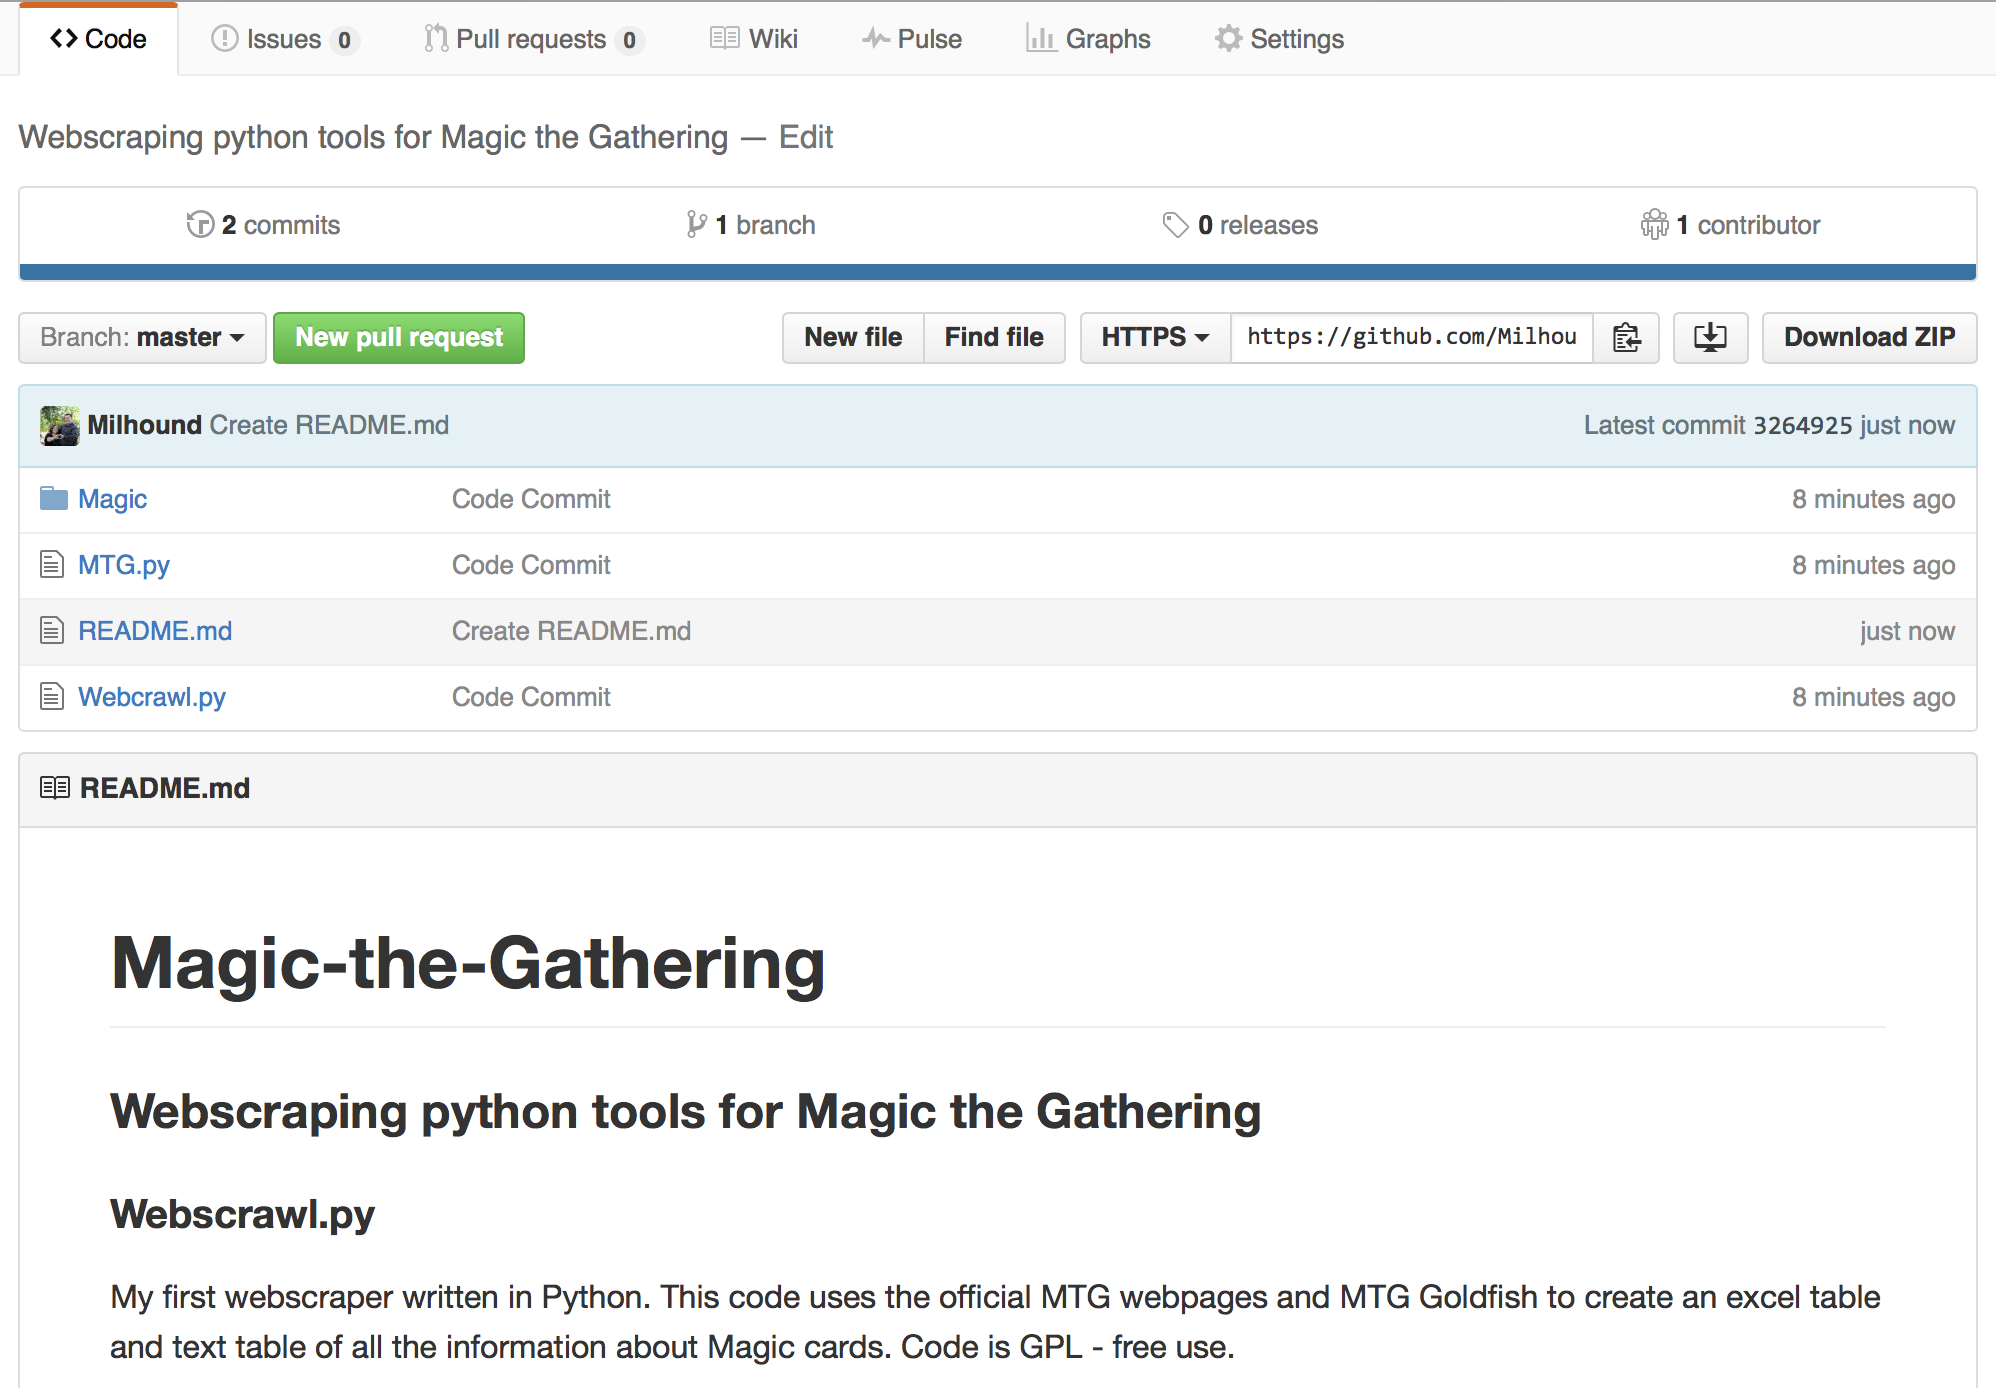 Code Issues 0 Pull requests 0 Wiki Pulse Graphs Settings
Webscraping python tools for Magic the Gathering — Edit
2 commits 1 branch 0 releases 1 contributor
Branch: master New pull request New file Find file HTTPS https://github.com/Milhou Download ZIP
Milhound Create README.md Latest commit 3264925 just now
Magic Code Commit 8 minutes ago
MTG.py Code Commit 8 minutes ago
README.md Create README.md just now
Webcrawl.py Code Commit 8 minutes ago
README.md
Magic-the-Gathering
Webscraping python tools for Magic the Gathering
Webscrawl.py
My first webscraper written in Python. This code uses the official MTG webpages and MTG Goldfish to create an excel table
and text table of all the information about Magic cards. Code is GPL - free use.